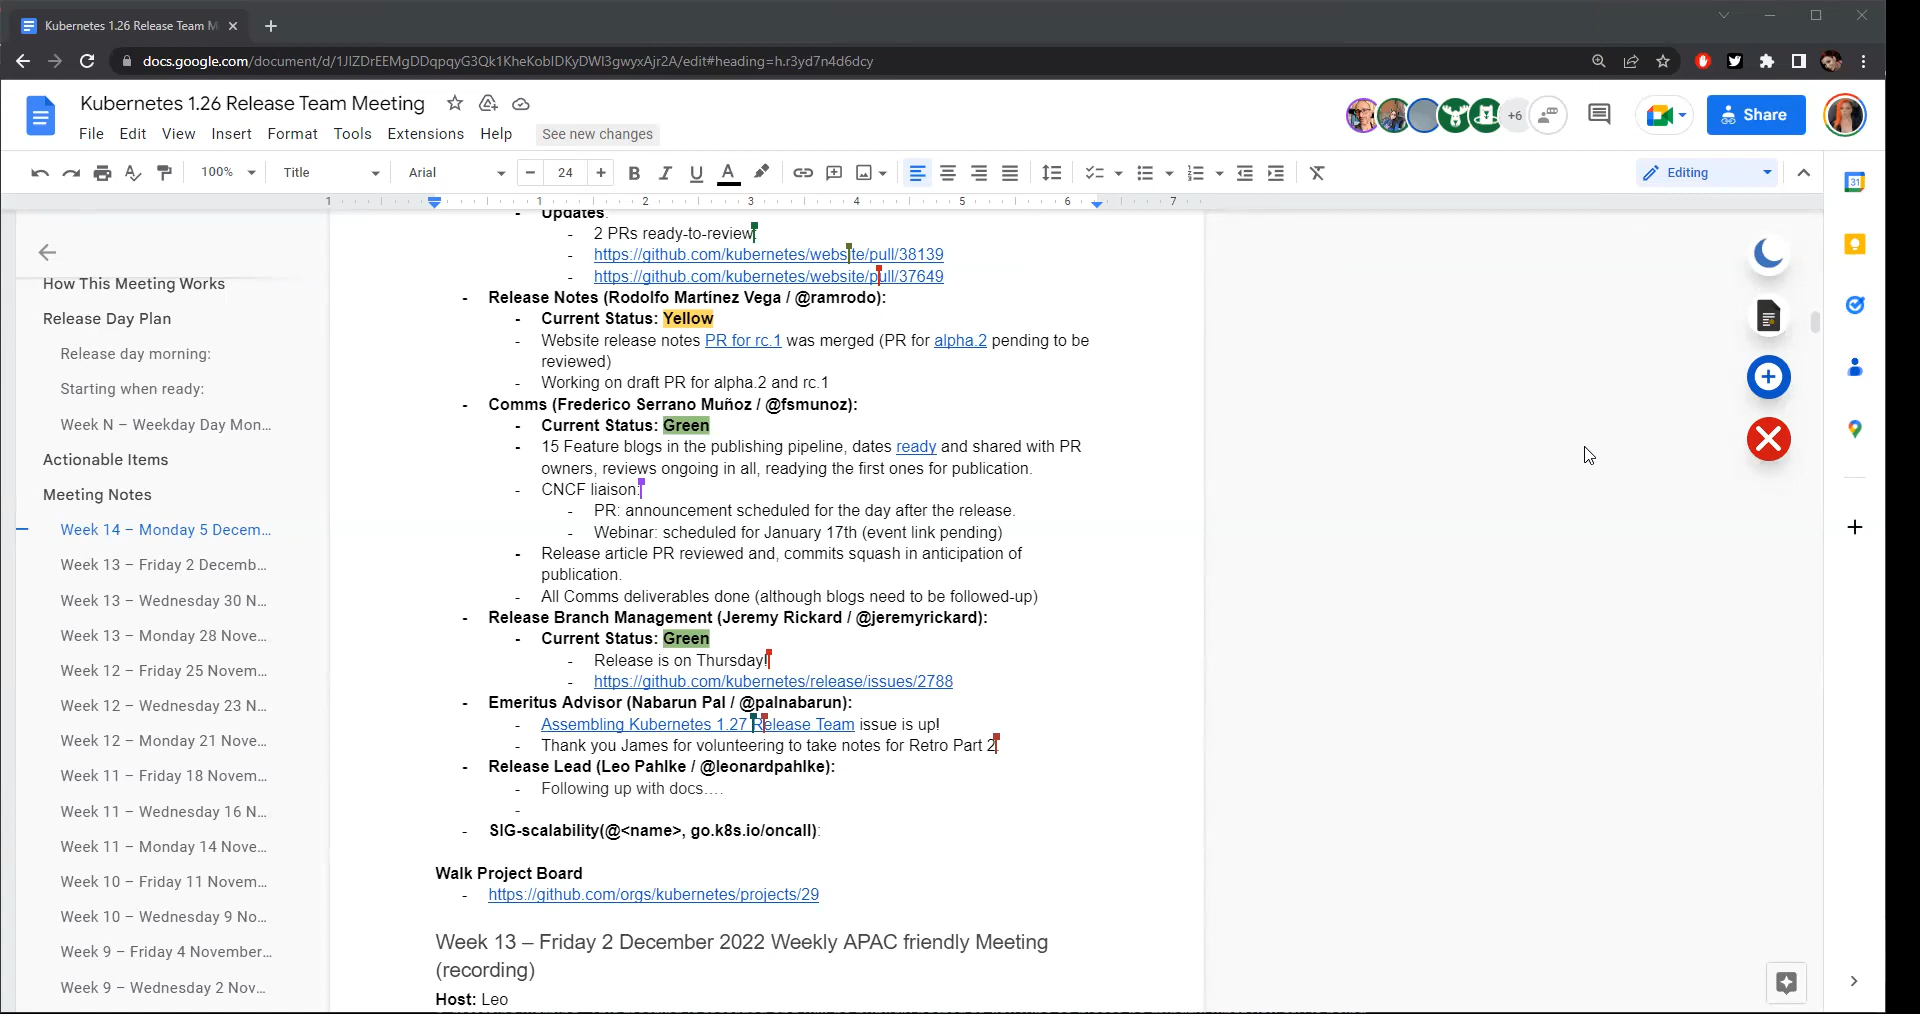 Kubernetes 1.26 Release Team M
docs.google.com/document/d/1JIZDrEEMgDDqpqyG3Qk1KheKobIDKyDWI3gwyxAjr2A/edit#heading=h.r3yd7n4d6dcy
Kubernetes 1.26 Release Team Meeting
+6
Share
File Edit View Insert Format Tools Extensions Help See new changes
100% Title Arial 24 Editing
1 1 2 3 4 5 6 7
31
How This Meeting Works
Release Day Plan
Release day morning:
Starting when ready:
Week N – Weekday Day Mon...
Actionable Items
Meeting Notes
Week 14 – Monday 5 Decem...
Week 13 – Friday 2 Decemb...
Week 13 – Wednesday 30 N...
Week 13 – Monday 28 Nove...
Week 12 – Friday 25 Novem...
Week 12 – Wednesday 23 N...
Week 12 – Monday 21 Nove...
Week 11 – Friday 18 Novem...
Week 11 – Wednesday 16 N...
Week 11 – Monday 14 Nove...
Week 10 – Friday 11 Novem...
Week 10 – Wednesday 9 No...
Week 9 – Friday 4 November...
Week 9 – Wednesday 2 Nov...
- Updates:
- 2 PRs ready-to-review
- https://github.com/kubernetes/website/pull/38139
- https://github.com/kubernetes/website/pull/37649
- Release Notes (Rodolfo Martínez Vega / @ramrodo):
- Current Status: Yellow
- Website release notes PR for rc.1 was merged (PR for alpha.2 pending to be
reviewed)
- Working on draft PR for alpha.2 and rc.1
- Comms (Frederico Serrano Muñoz / @fsmunoz):
- Current Status: Green
- 15 Feature blogs in the publishing pipeline, dates ready and shared with PR
owners, reviews ongoing in all, readying the first ones for publication.
- CNCF liaison:
- PR: announcement scheduled for the day after the release.
- Webinar: scheduled for January 17th (event link pending)
- Release article PR reviewed and, commits squash in anticipation of
publication.
- All Comms deliverables done (although blogs need to be followed-up)
- Release Branch Management (Jeremy Rickard / @jeremyrickard):
- Current Status: Green
- Release is on Thursday!
- https://github.com/kubernetes/release/issues/2788
- Emeritus Advisor (Nabarun Pal / @palnabarun):
- Assembling Kubernetes 1.27 Release Team issue is up!
- Thank you James for volunteering to take notes for Retro Part 2
- Release Lead (Leo Pahlke / @leonardpahlke):
- Following up with docs....
-
- SIG-scalability(@<name>, go.k8s.io/oncall):
Walk Project Board
- https://github.com/orgs/kubernetes/projects/29
Week 13 – Friday 2 December 2022 Weekly APAC friendly Meeting
(recording)
Host: Leo